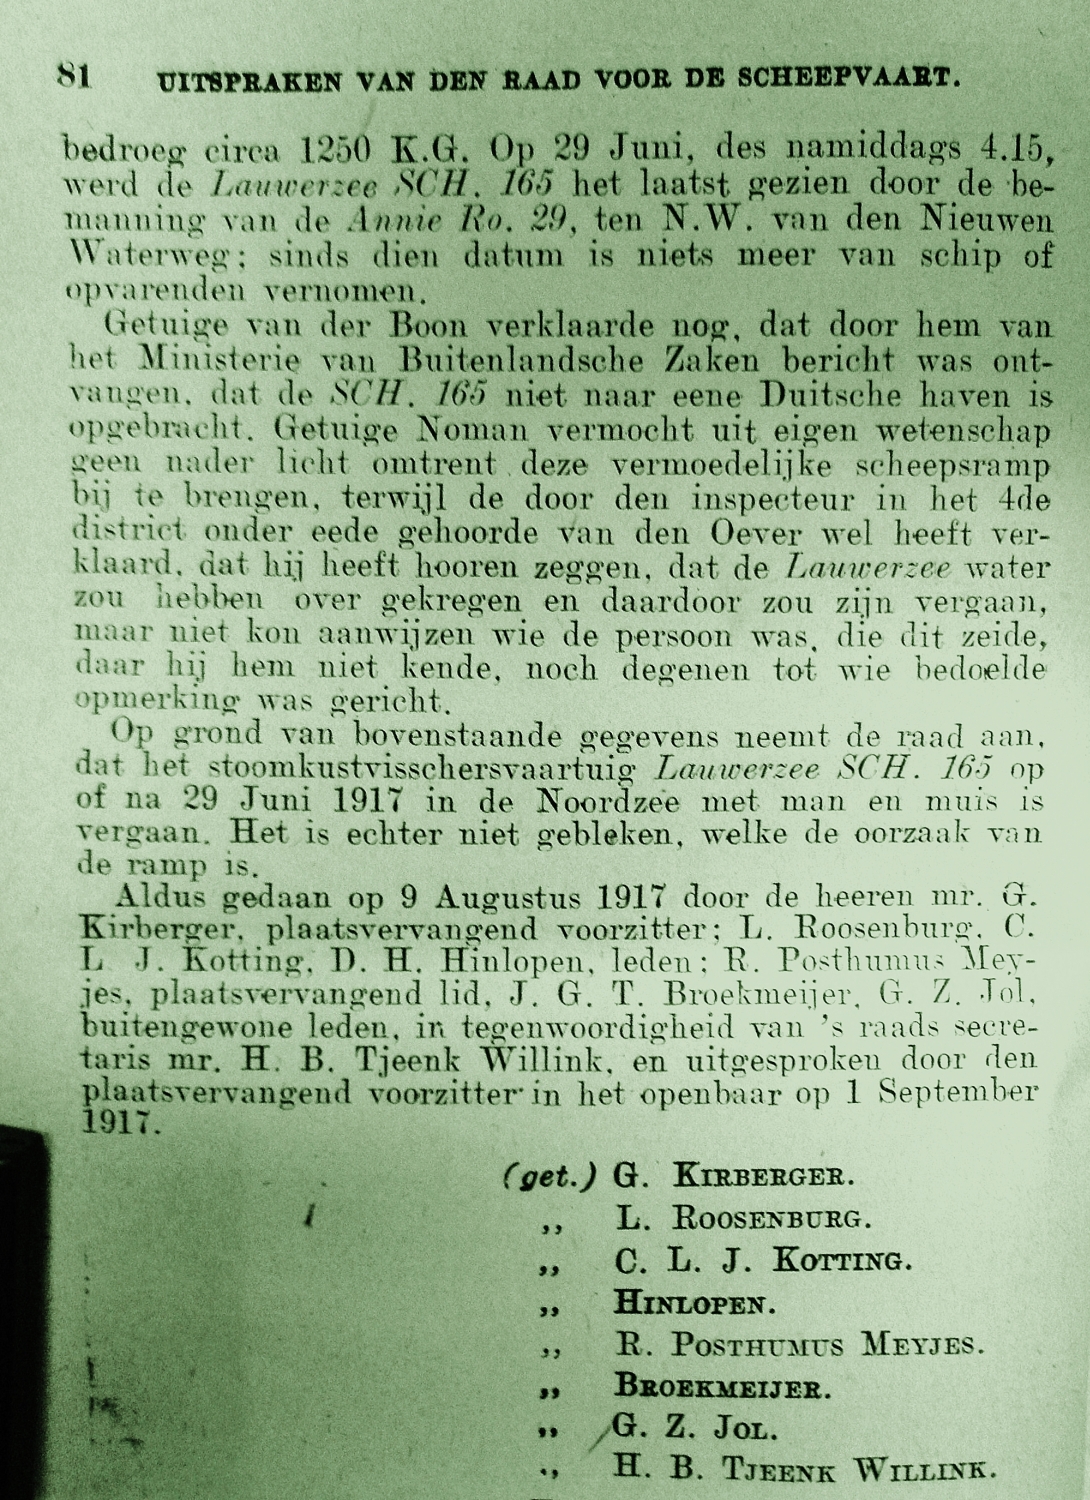 81 UITSPRAKEN VAN DEN RAAD VOOR DE SCHEEPVAART.
bedroeg circa 1250 K.G. Op 29 Juni, des namiddags 4.15,
werd de Lauwerzee SCH. 165 het laatst gezien door de be-
manning van de Annie Ro. 29, ten N.W. van den Nieuwen
Waterweg; sinds dien datum is niets meer van schip of
opvarenden vernomen.
Getuige van der Boon verklaarde nog, dat door hem van
het Ministerie van Buitenlandsche Zaken bericht was ont-
vangen, dat de SCH. 165 niet naar eene Duitsche haven is
opgebracht. Getuige Noman vermocht uit eigen wetenschap
geen nader licht omtrent deze vermoedelijke scheepsramp
bij te brengen, terwijl de door den inspecteur in het 4de
district onder eede gehoorde van den Oever wel heeft ver-
klaard, dat hij heeft hooren zeggen, dat de Lauwerzee water
zou hebben over gekregen en daardoor zou zijn vergaan,
maar niet kon aanwijzen wie de persoon was, die dit zeide,
daar hij hem niet kende, noch degenen tot wie bedoelde
opmerking was gericht.
Op grond van bovenstaande gegevens neemt de raad aan,
dat het stoomkustvisschersvaartuig Lauwerzee SCH. 165 op
of na 29 Juni 1917 in de Noordzee met man en muis is
vergaan. Het is echter niet gebleken, welke de oorzaak van
de ramp is.
Aldus gedaan op 9 Augustus 1917 door de heeren mr. G.
Kirberger, plaatsvervangend voorzitter; L. Roosenburg, C.
L J. Kotting, D. H. Hinlopen, leden; R. Posthumus Mey-
jes, plaatsvervangend lid, J. G. T. Broekmeijer, G. Z. Jol,
buitengewone leden, in tegenwoordigheid van 's raads secre-
taris mr. H. B. Tjeenk Willink, en uitgesproken door den
plaatsvervangend voorzitter in het openbaar op 1 September
1917.
(get.) G. KIRBERGER.
,, L. ROOSENBURG.
,, C. L. J. KOTTING.
,, HINLOPEN.
,, R. POSTHUMUS MEYJES.
,, BROEKMEIJER.
,, G. Z. JOL.
,, H. B. TJEENK WILLINK.